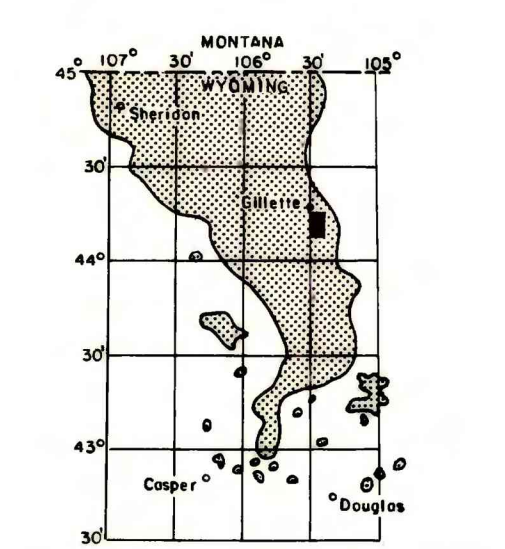 MONTANA
45° 107° 30' 106° 30' 105°
WYOMING
Sheridan
30'
Gillette
44°
30'
43°
Casper
Douglas
30'